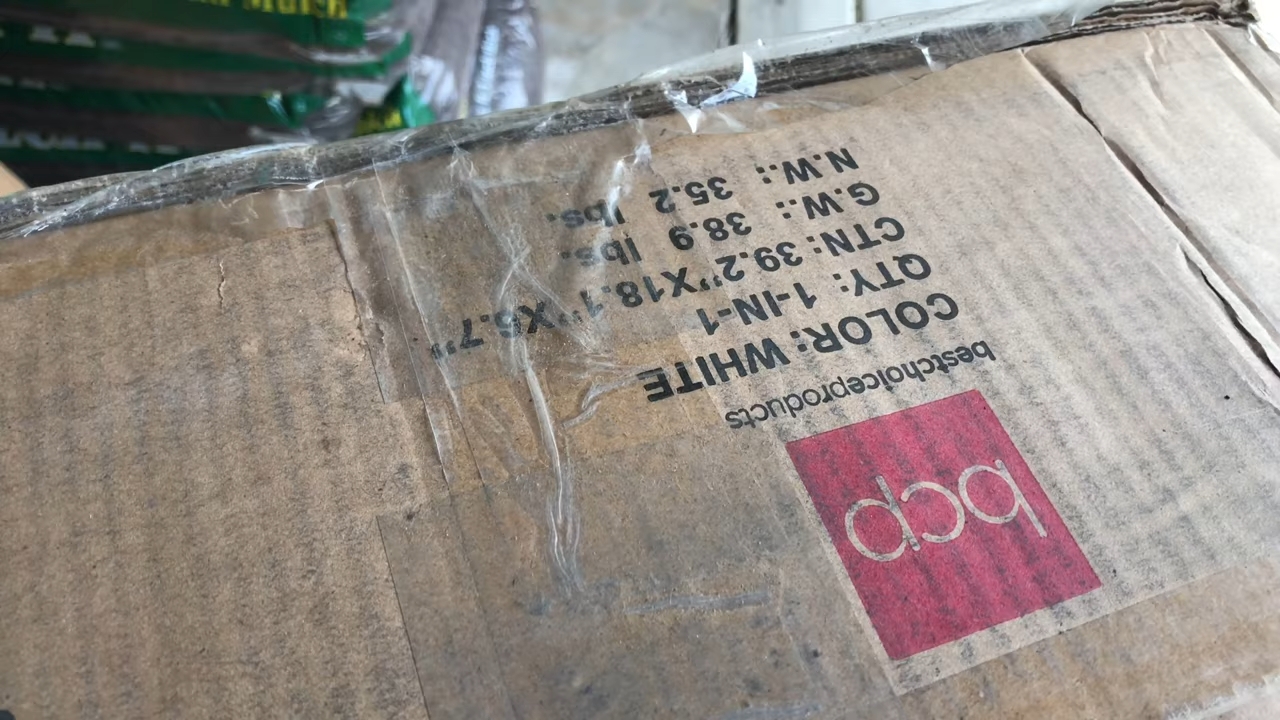 bcp
bestchoiceproducts
COLOR: WHITE
QTY: 1-IN-1
CTN: 39.2"X18.1"X5.7"
G.W.: 38.9 lbs.
N.W.: 35.2 lbs.
Mulch